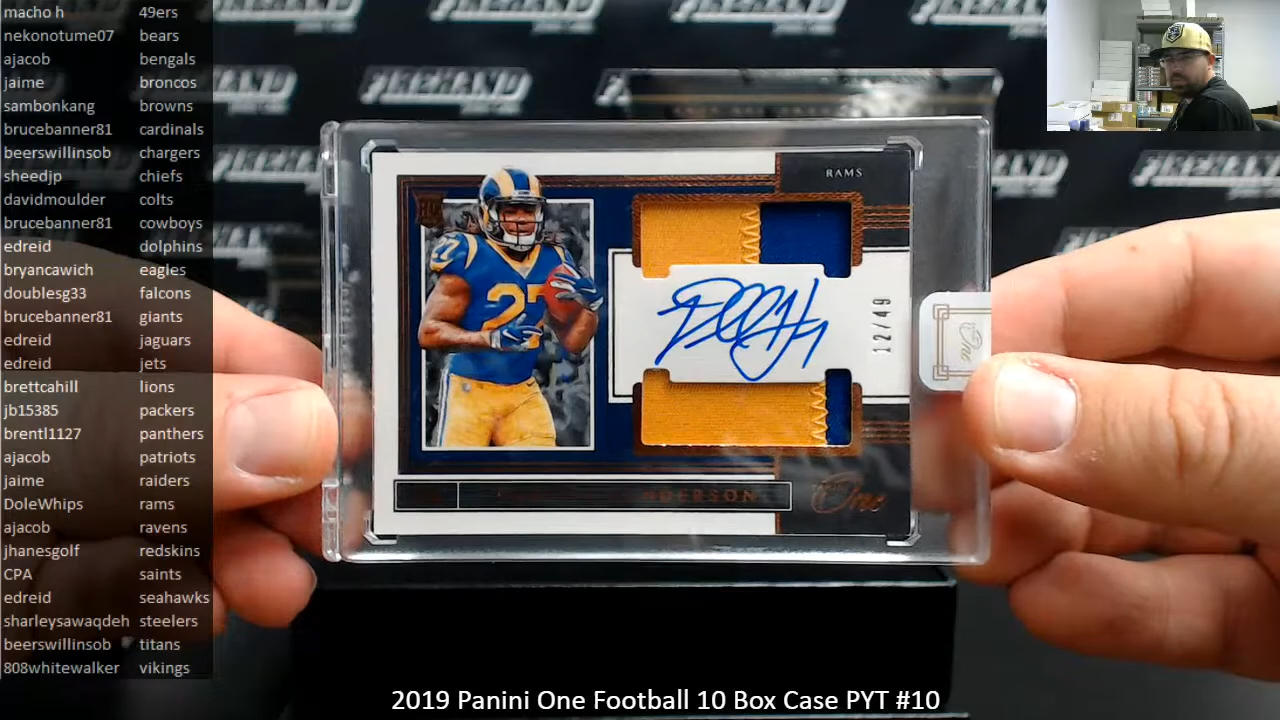 macho h 49ers
nekonotume07 bears
ajacob bengals
jaime broncos
sambonkang browns
brucebanner81 cardinals
beerswillinsob chargers
sheedjp chiefs
davidmoulder colts
brucebanner81 cowboys
edreid dolphins
bryancawich eagles
doublesg33 falcons
brucebanner81 giants
edreid jaguars
edreid jets
brettcahill lions
jb15385 packers
brentl1127 panthers
ajacob patriots
jaime raiders
DoleWhips rams
ajacob ravens
jhanesgolf redskins
CPA saints
edreid seahawks
sharleysawaqdeh steelers
beerswillinsob titans
808whitewalker vikings
RAMS
27
27
12/49
One
One
2019 Panini One Football 10 Box Case PYT #10